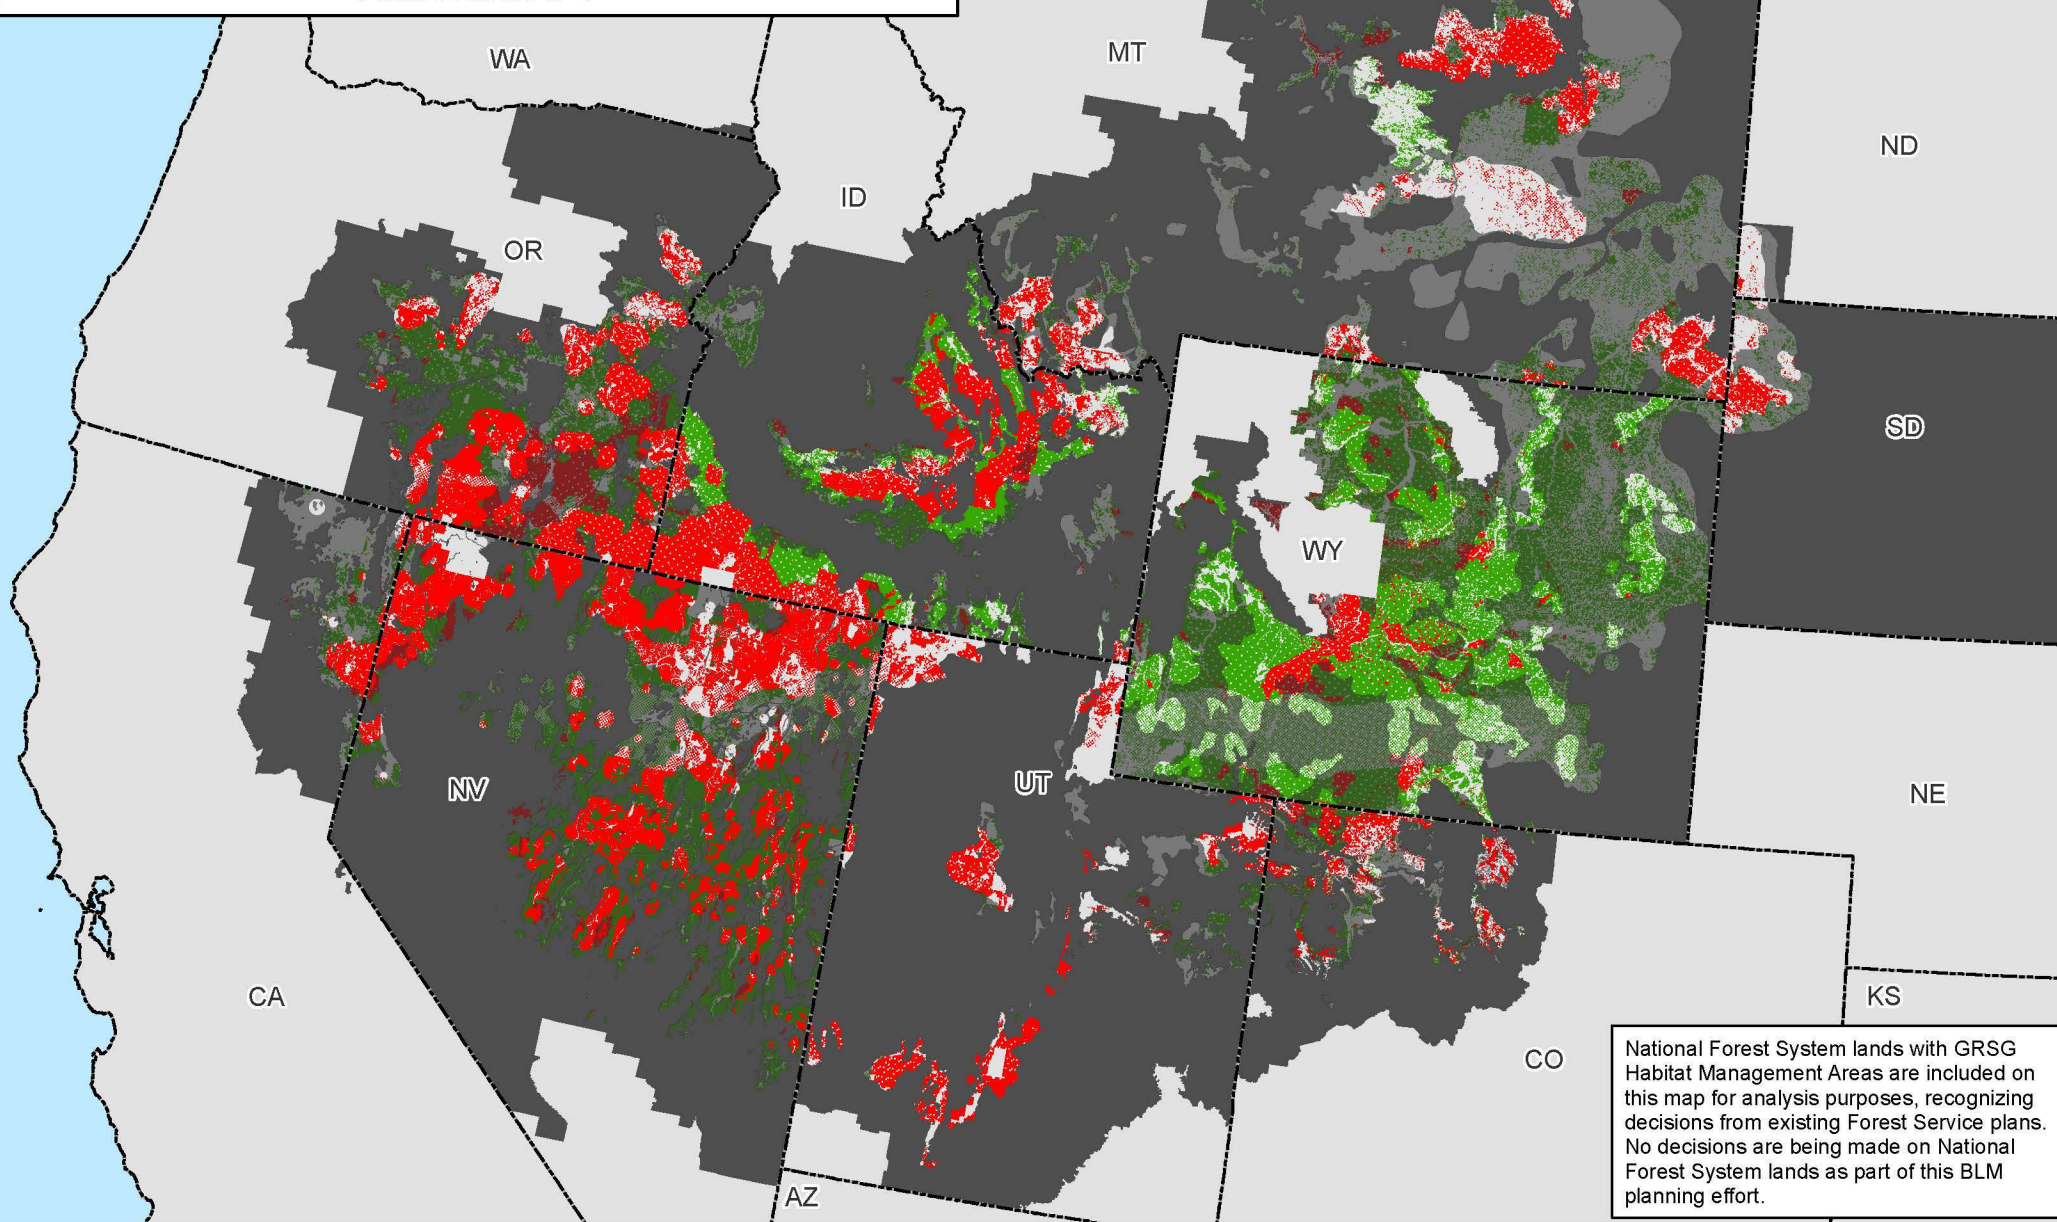 WA
MT
ND
ID
OR
SD
WY
NV
UT
NE
CA
KS
CO
AZ
National Forest System lands with GRSG
Habitat Management Areas are included on
this map for analysis purposes, recognizing
decisions from existing Forest Service plans.
No decisions are being made on National
Forest System lands as part of this BLM
planning effort.